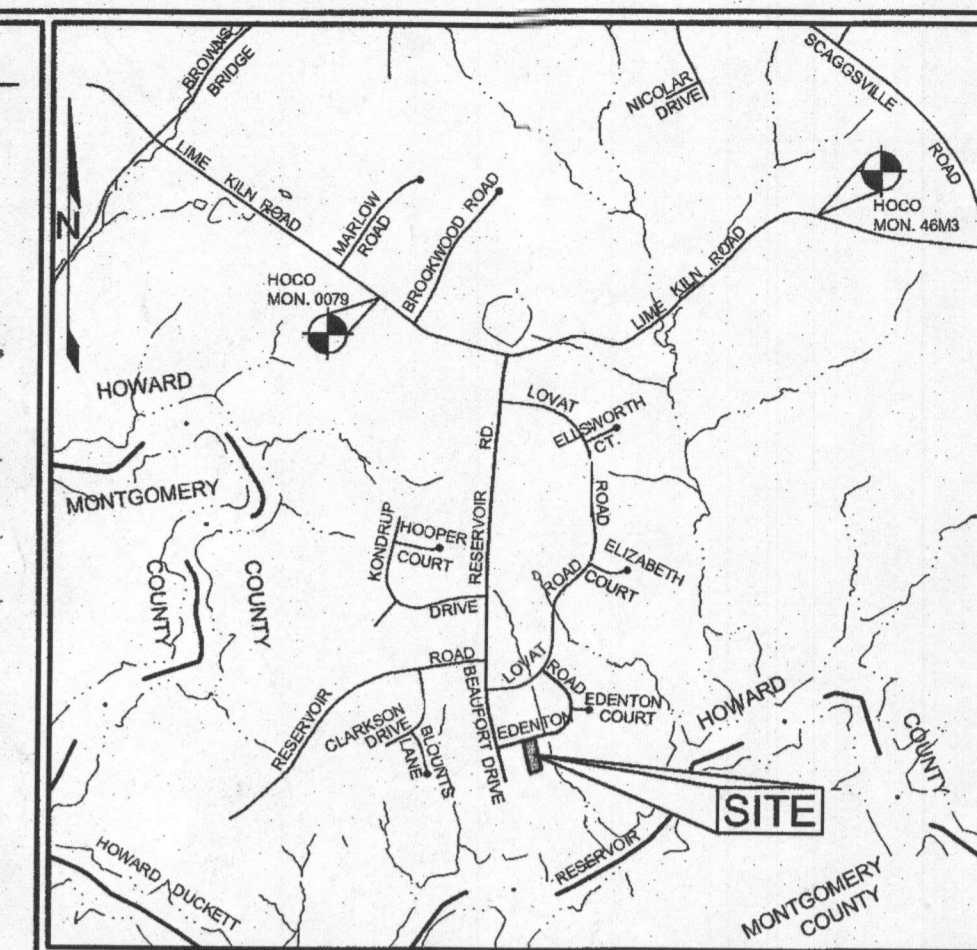 BROWNS
BRIDGE
SCAGGSVILLE
ROAD
NICOLAR
DRIVE
LIME KILN ROAD
N
MARLOW
ROAD
BROOKWOOD ROAD
HOCO
MON. 46M3
HOCO
MON. 0079
LIME KILN ROAD
HOWARD
MONTGOMERY
COUNTY
COUNTY
LOVAT
ROAD
ELLSWORTH
CT
RESERVOIR RD.
KONDRUP
DRIVE
HOOPER
COURT
ELIZABETH
COURT
LOVAT ROAD
ROAD
EDENTON
COURT
EDENTON
RESERVOIR ROAD
BEAUFORT DRIVE
CLARKSON
DRIVE
BLOUNTS
LANE
HOWARD
COUNTY
SITE
RESERVOIR
HOWARD DUCKETT
MONTGOMERY
COUNTY